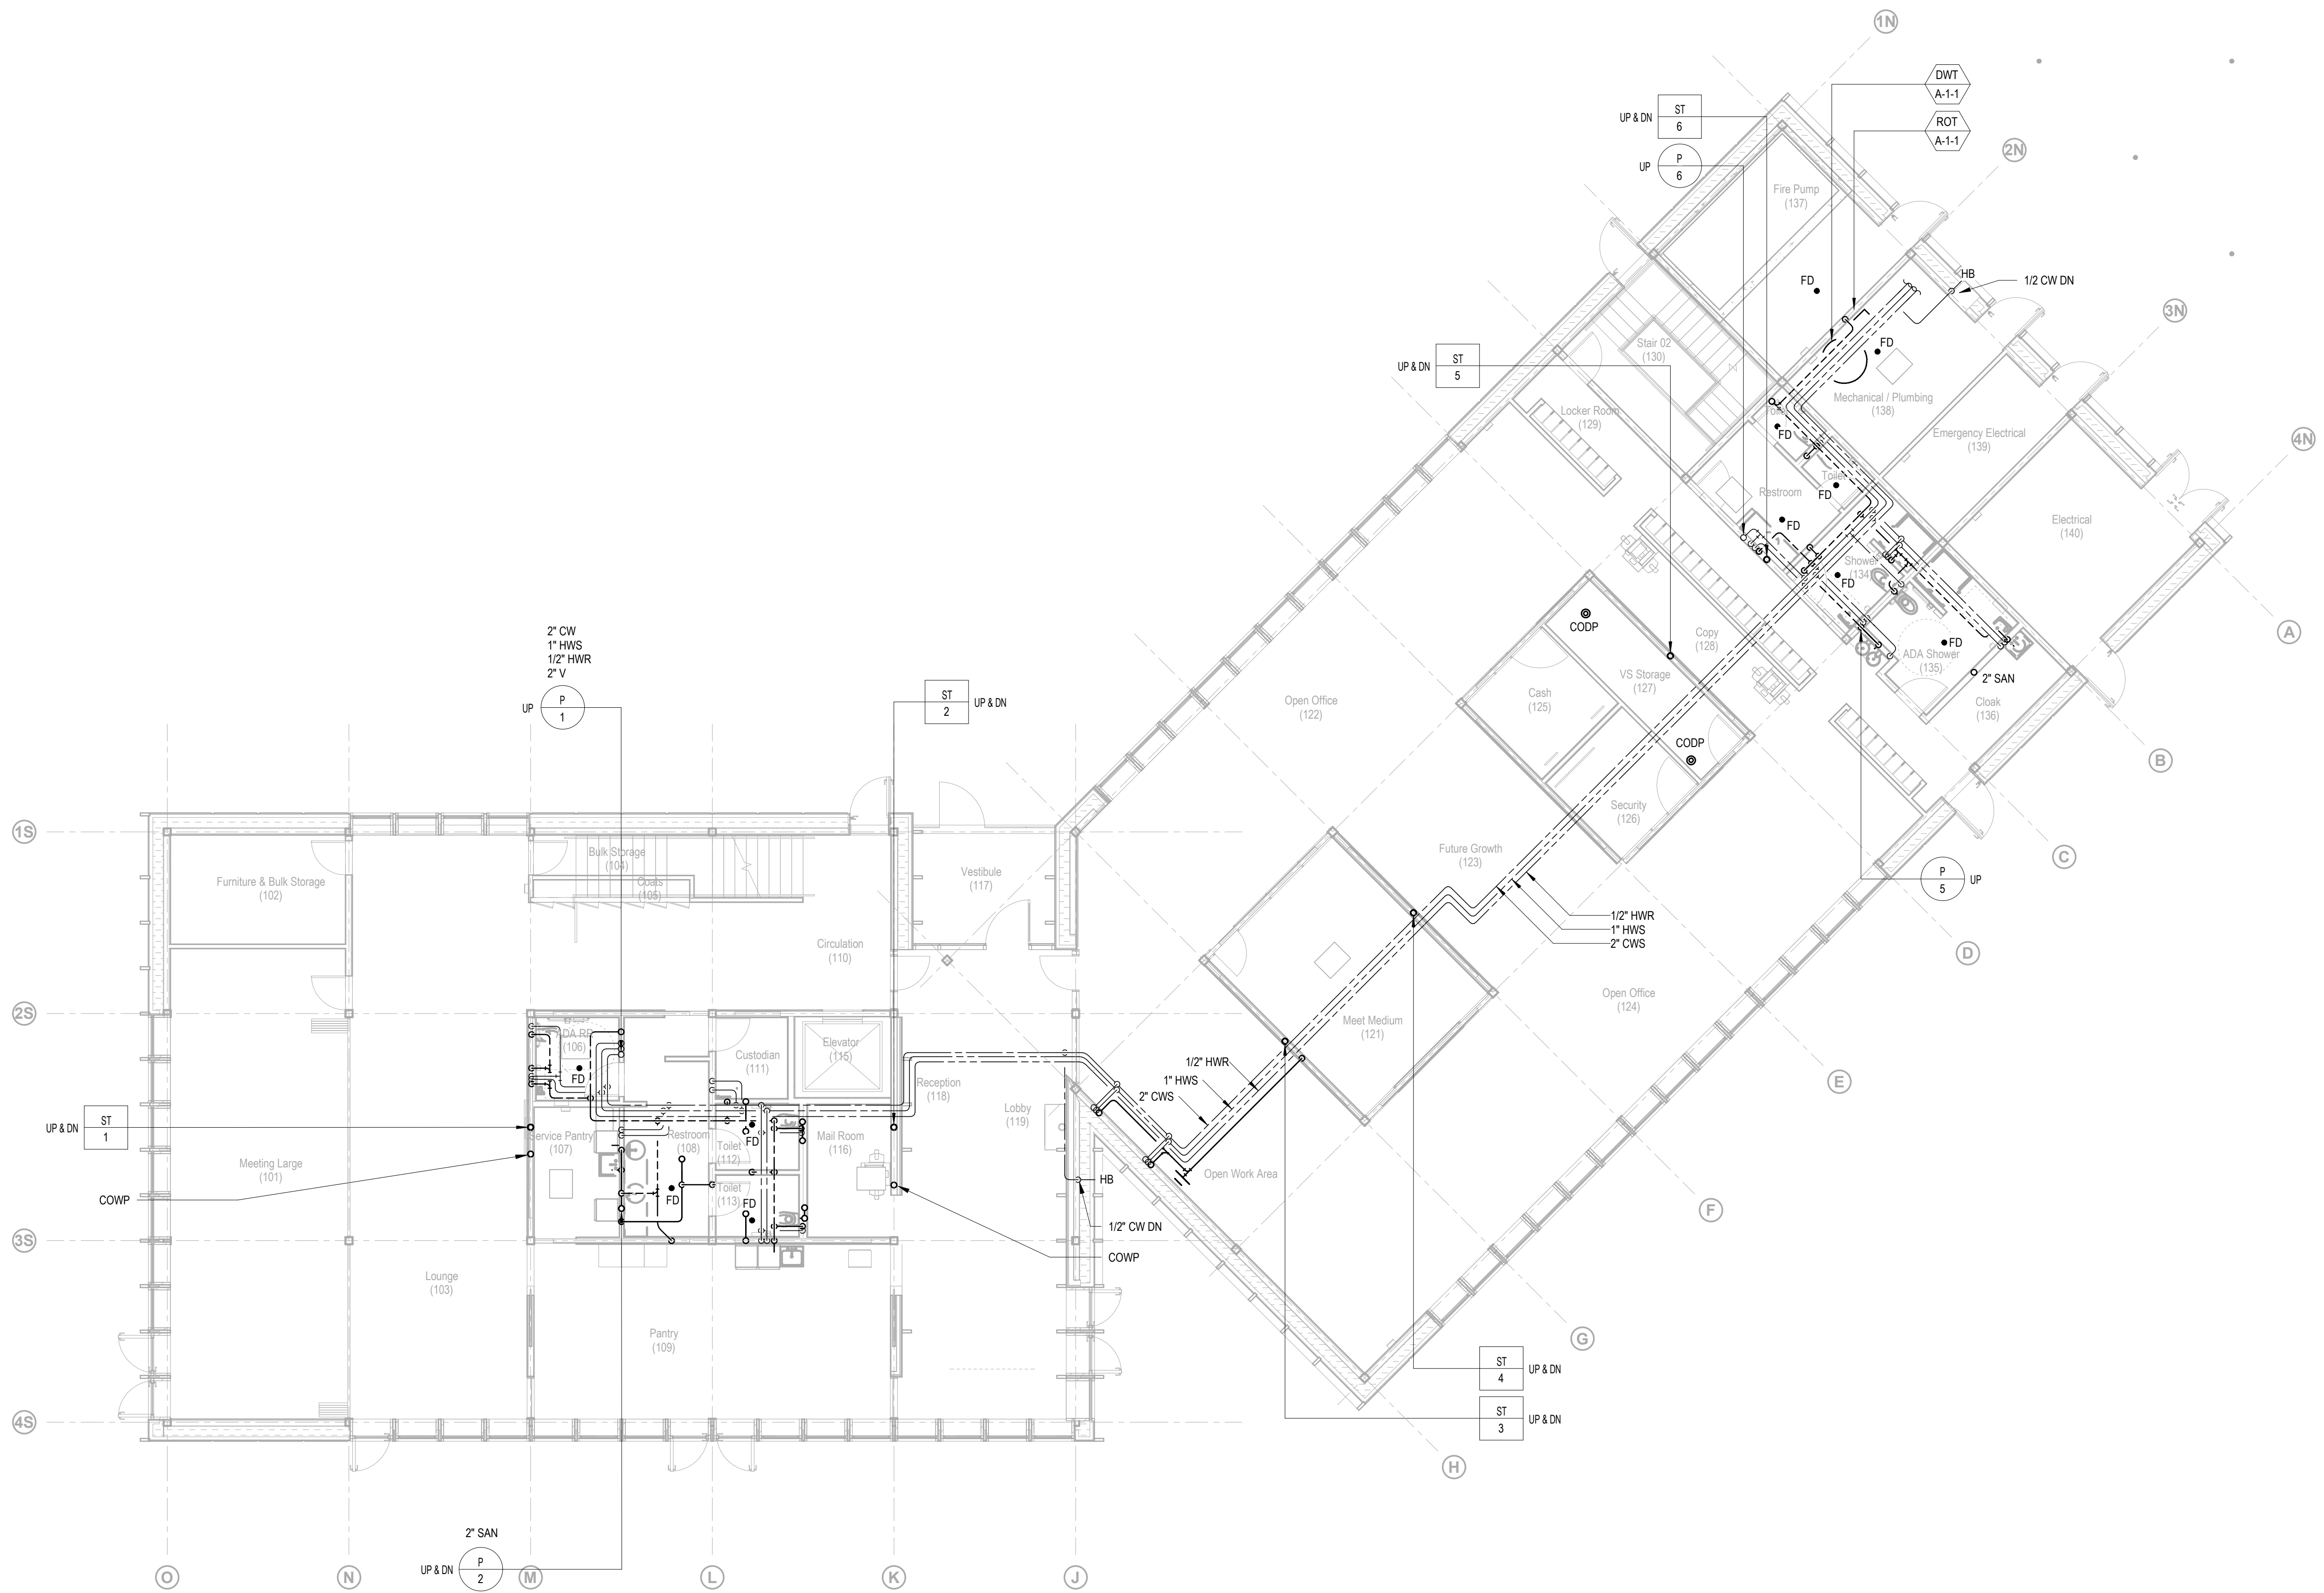 1N
DWT
A-1-1
ST
6
UP & DN
ROT
A-1-1
2N
P
6
UP
Fire Pump
(137)
FD
HB
1/2 CW DN
3N
Stair 02
(130)
FD
ST
5
UP & DN
Mechanical / Plumbing
(138)
Locker Room
(129)
FD
Emergency Electrical
(139)
4N
Toilet
FD
Restroom
FD
Electrical
(140)
Shower
(134)
FD
CODP
Copy
(128)
A
FD
ADA Shower
(135)
2" SAN
VS Storage
(127)
Cash
(125)
Open Office
(122)
Cloak
(136)
2" CW
1" HWS
1/2" HWR
2" V
P
1
UP
ST
2
UP & DN
CODP
B
Security
(126)
1S
Bulk Storage
(104)
Coats
(105)
Furniture & Bulk Storage
(102)
Vestibule
(117)
Future Growth
(123)
C
P
5
UP
1/2" HWR
1" HWS
2" CWS
Circulation
(110)
D
Open Office
(124)
2S
Meet Medium
(121)
ADA RR
(106)
FD
Custodian
(111)
Elevator
(115)
Reception
(118)
1/2" HWR
1" HWS
2" CWS
E
Lobby
(119)
ST
1
UP & DN
Service Pantry
(107)
Restroom
(108)
FD
Toilet
(112)
Mail Room
(116)
Meeting Large
(101)
Open Work Area
HB
COWP
FD
Toilet
(113)
FD
F
1/2" CW DN
3S
COWP
Lounge
(103)
Pantry
(109)
G
ST
4
UP & DN
ST
3
UP & DN
4S
H
2" SAN
P
2
UP & DN
O
N
M
L
K
J